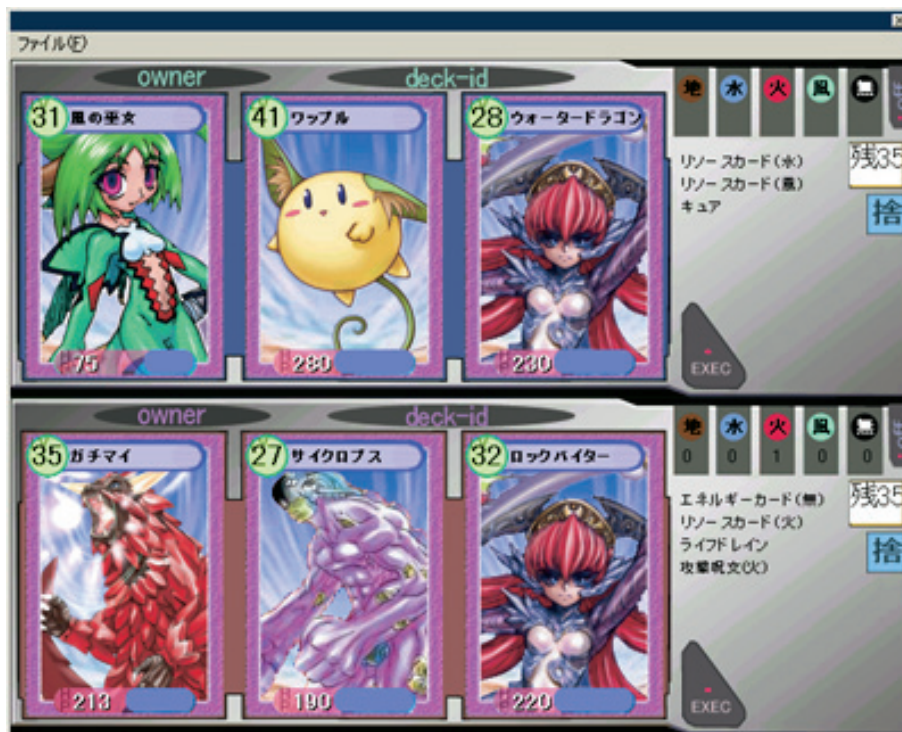 ファイル(F)
owner deck-id
31 風の巫女 41 ワップル 28 ウォータードラゴン
地 水 火 風 無
リソースカード(水)
リソースカード(風)
キュア
残35
捨
75 280 230
EXEC
owner deck-id
35 ガチマイ 27 サイクロプス 32 ロックバイター
地 水 火 風 無
0 0 1 0 0
エネルギーカード(無)
リソースカード(火)
ライフドレイン
攻撃呪文(火)
残35
捨
213 190 220
EXEC